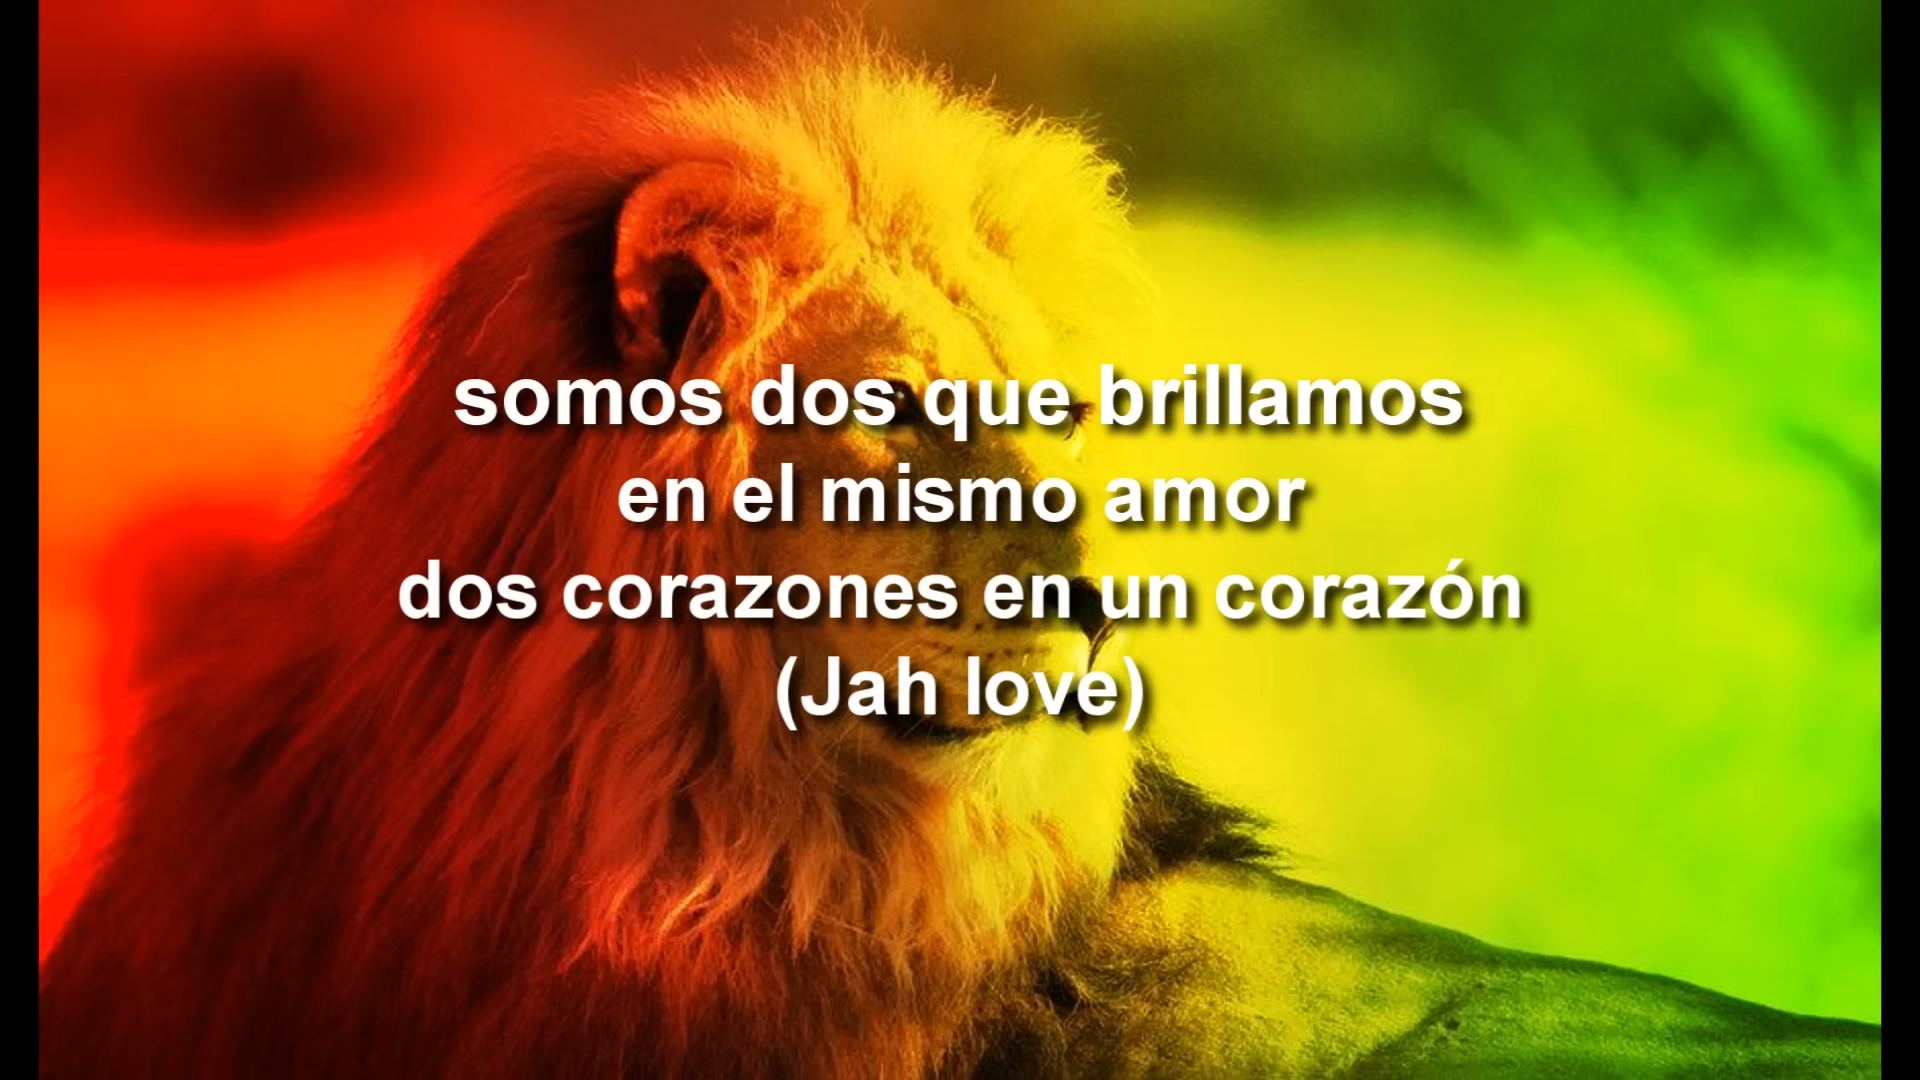 somos dos que brillamos
en el mismo amor
dos corazones en un corazón
(Jah love)